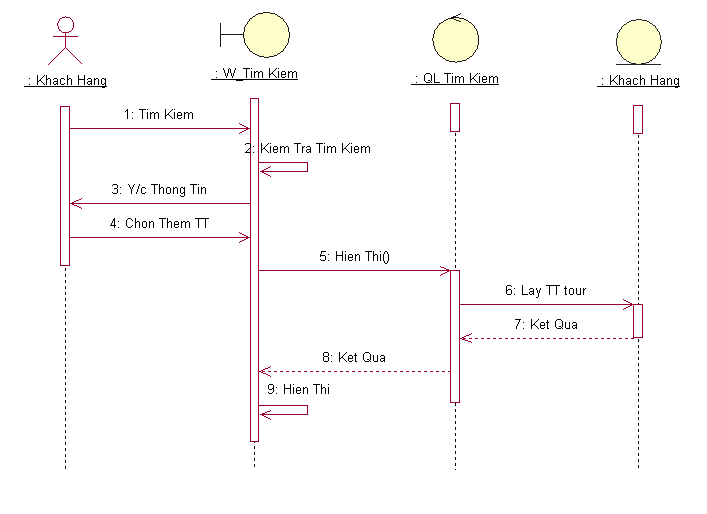 : Khach Hang
: W_Tim Kiem
: QL Tim Kiem
: Khach Hang
1: Tim Kiem
2: Kiem Tra Tim Kiem
3: Y/c Thong Tin
4: Chon Them TT
5: Hien Thi()
6: Lay TT tour
7: Ket Qua
8: Ket Qua
9: Hien Thi